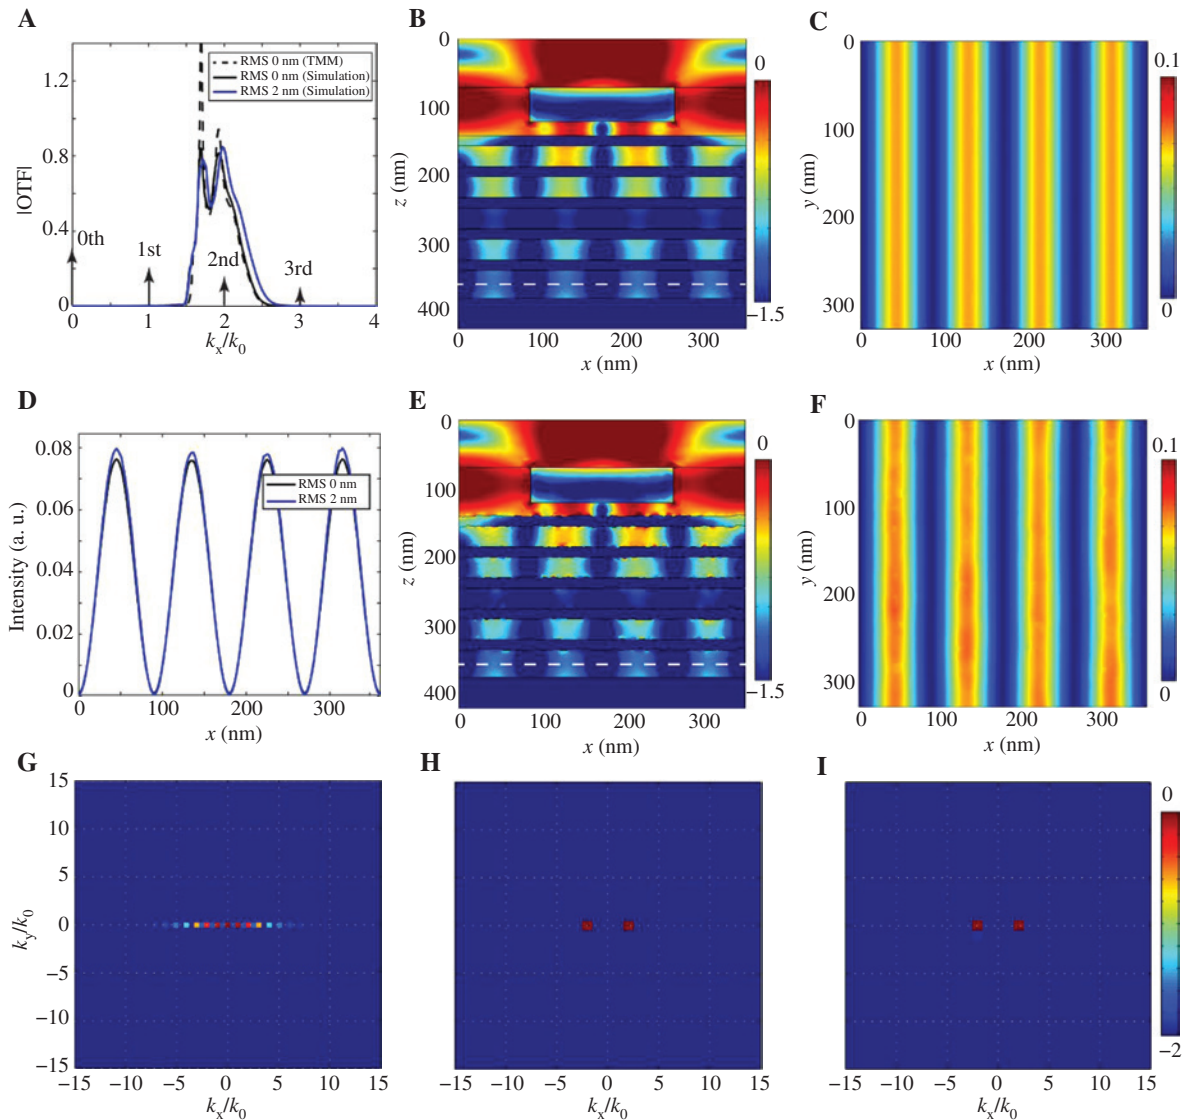 A
RMS 0 nm (TMM)
RMS 0 nm (Simulation)
RMS 2 nm (Simulation)
1.2
0.8
0.4
0
|OTF|
0th
1st
2nd
3rd
0 1 2 3 4
kx/k0
B
0
100
200
300
400
z (nm)
0 100 200 300
x (nm)
0
−1.5
C
0
100
200
300
y (nm)
0 100 200 300
x (nm)
0.1
0
D
0.08
0.06
0.04
0.02
0
Intensity (a. u.)
RMS 0 nm
RMS 2 nm
0 100 200 300
x (nm)
E
0
100
200
300
400
z (nm)
0 100 200 300
x (nm)
0
−1.5
F
0
100
200
300
y (nm)
0 100 200 300
x (nm)
0.1
0
G
15
10
5
0
−5
−10
−15
ky/k0
−15 −10 −5 0 5 10 15
kx/k0
H
−15 −10 −5 0 5 10 15
kx/k0
I
−15 −10 −5 0 5 10 15
kx/k0
0
−2